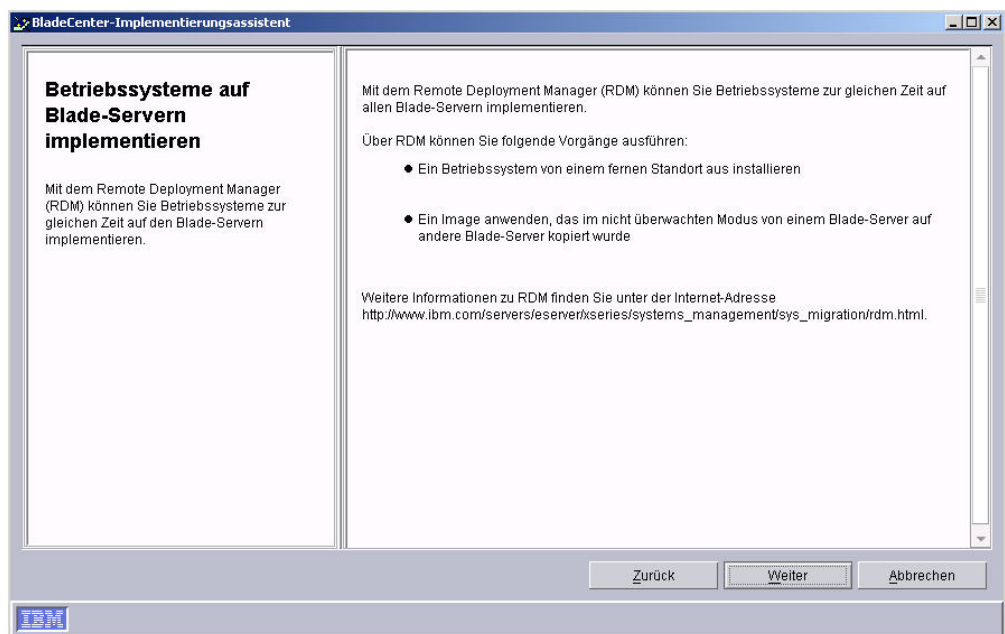 BladeCenter-Implementierungsassistent
Betriebssysteme auf
Blade-Servern
implementieren
Mit dem Remote Deployment Manager
(RDM) können Sie Betriebssysteme zur
gleichen Zeit auf den Blade-Servern
implementieren.
Mit dem Remote Deployment Manager (RDM) können Sie Betriebssysteme zur gleichen Zeit auf
allen Blade-Servern implementieren.
Über RDM können Sie folgende Vorgänge ausführen:
● Ein Betriebssystem von einem fernen Standort aus installieren
● Ein Image anwenden, das im nicht überwachten Modus von einem Blade-Server auf
andere Blade-Server kopiert wurde
Weitere Informationen zu RDM finden Sie unter der Internet-Adresse
http://www.ibm.com/servers/eserver/xseries/systems_management/sys_migration/rdm.html.
Zurück
Weiter
Abbrechen
IBM